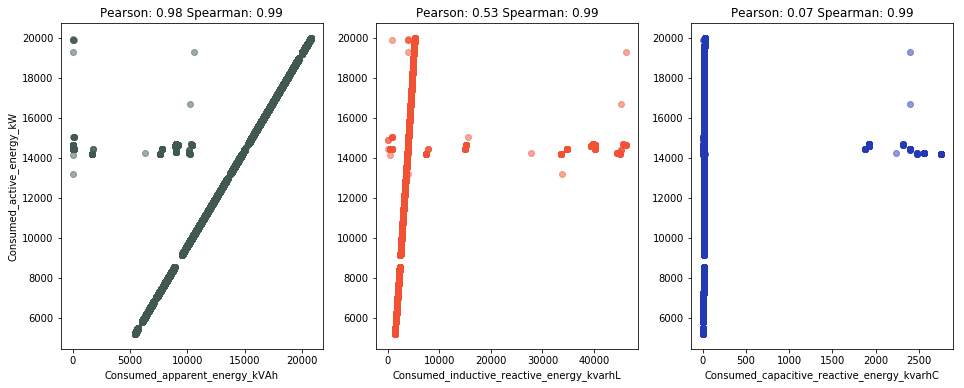 Pearson: 0.98 Spearman: 0.99
Pearson: 0.53 Spearman: 0.99
Pearson: 0.07 Spearman: 0.99
Consumed_active_energy_kW
20000
18000
16000
14000
12000
10000
8000
6000
20000
18000
16000
14000
12000
10000
8000
6000
20000
18000
16000
14000
12000
10000
8000
6000
0 5000 10000 15000 20000
0 10000 20000 30000 40000
0 500 1000 1500 2000 2500
Consumed_apparent_energy_kVAh
Consumed_inductive_reactive_energy_kvarhL
Consumed_capacitive_reactive_energy_kvarhC